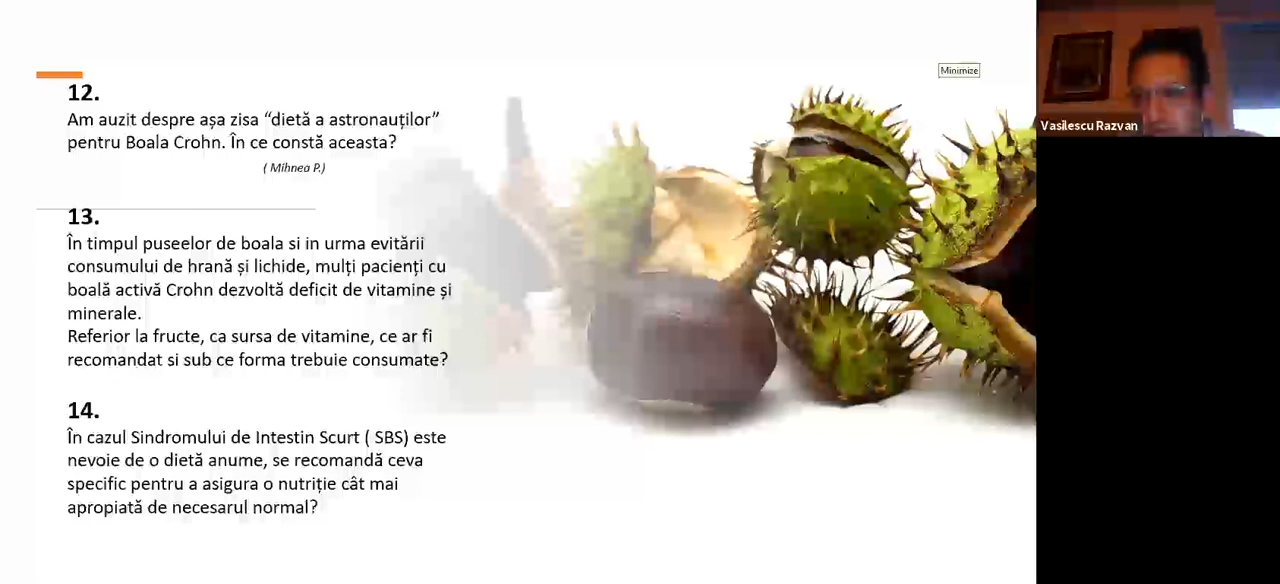 12.
Am auzit despre așa zisa “dietă a astronauților”
pentru Boala Crohn. În ce constă aceasta?
( Mihnea P.)
13.
În timpul puseelor de boala si in urma evitării
consumului de hrană și lichide, mulți pacienți cu
boală activă Crohn dezvoltă deficit de vitamine și
minerale.
Referior la fructe, ca sursa de vitamine, ce ar fi
recomandat si sub ce forma trebuie consumate?
14.
În cazul Sindromului de Intestin Scurt ( SBS) este
nevoie de o dietă anume, se recomandă ceva
specific pentru a asigura o nutriție cât mai
apropiată de necesarul normal?
Minimize
Vasilescu Razvan